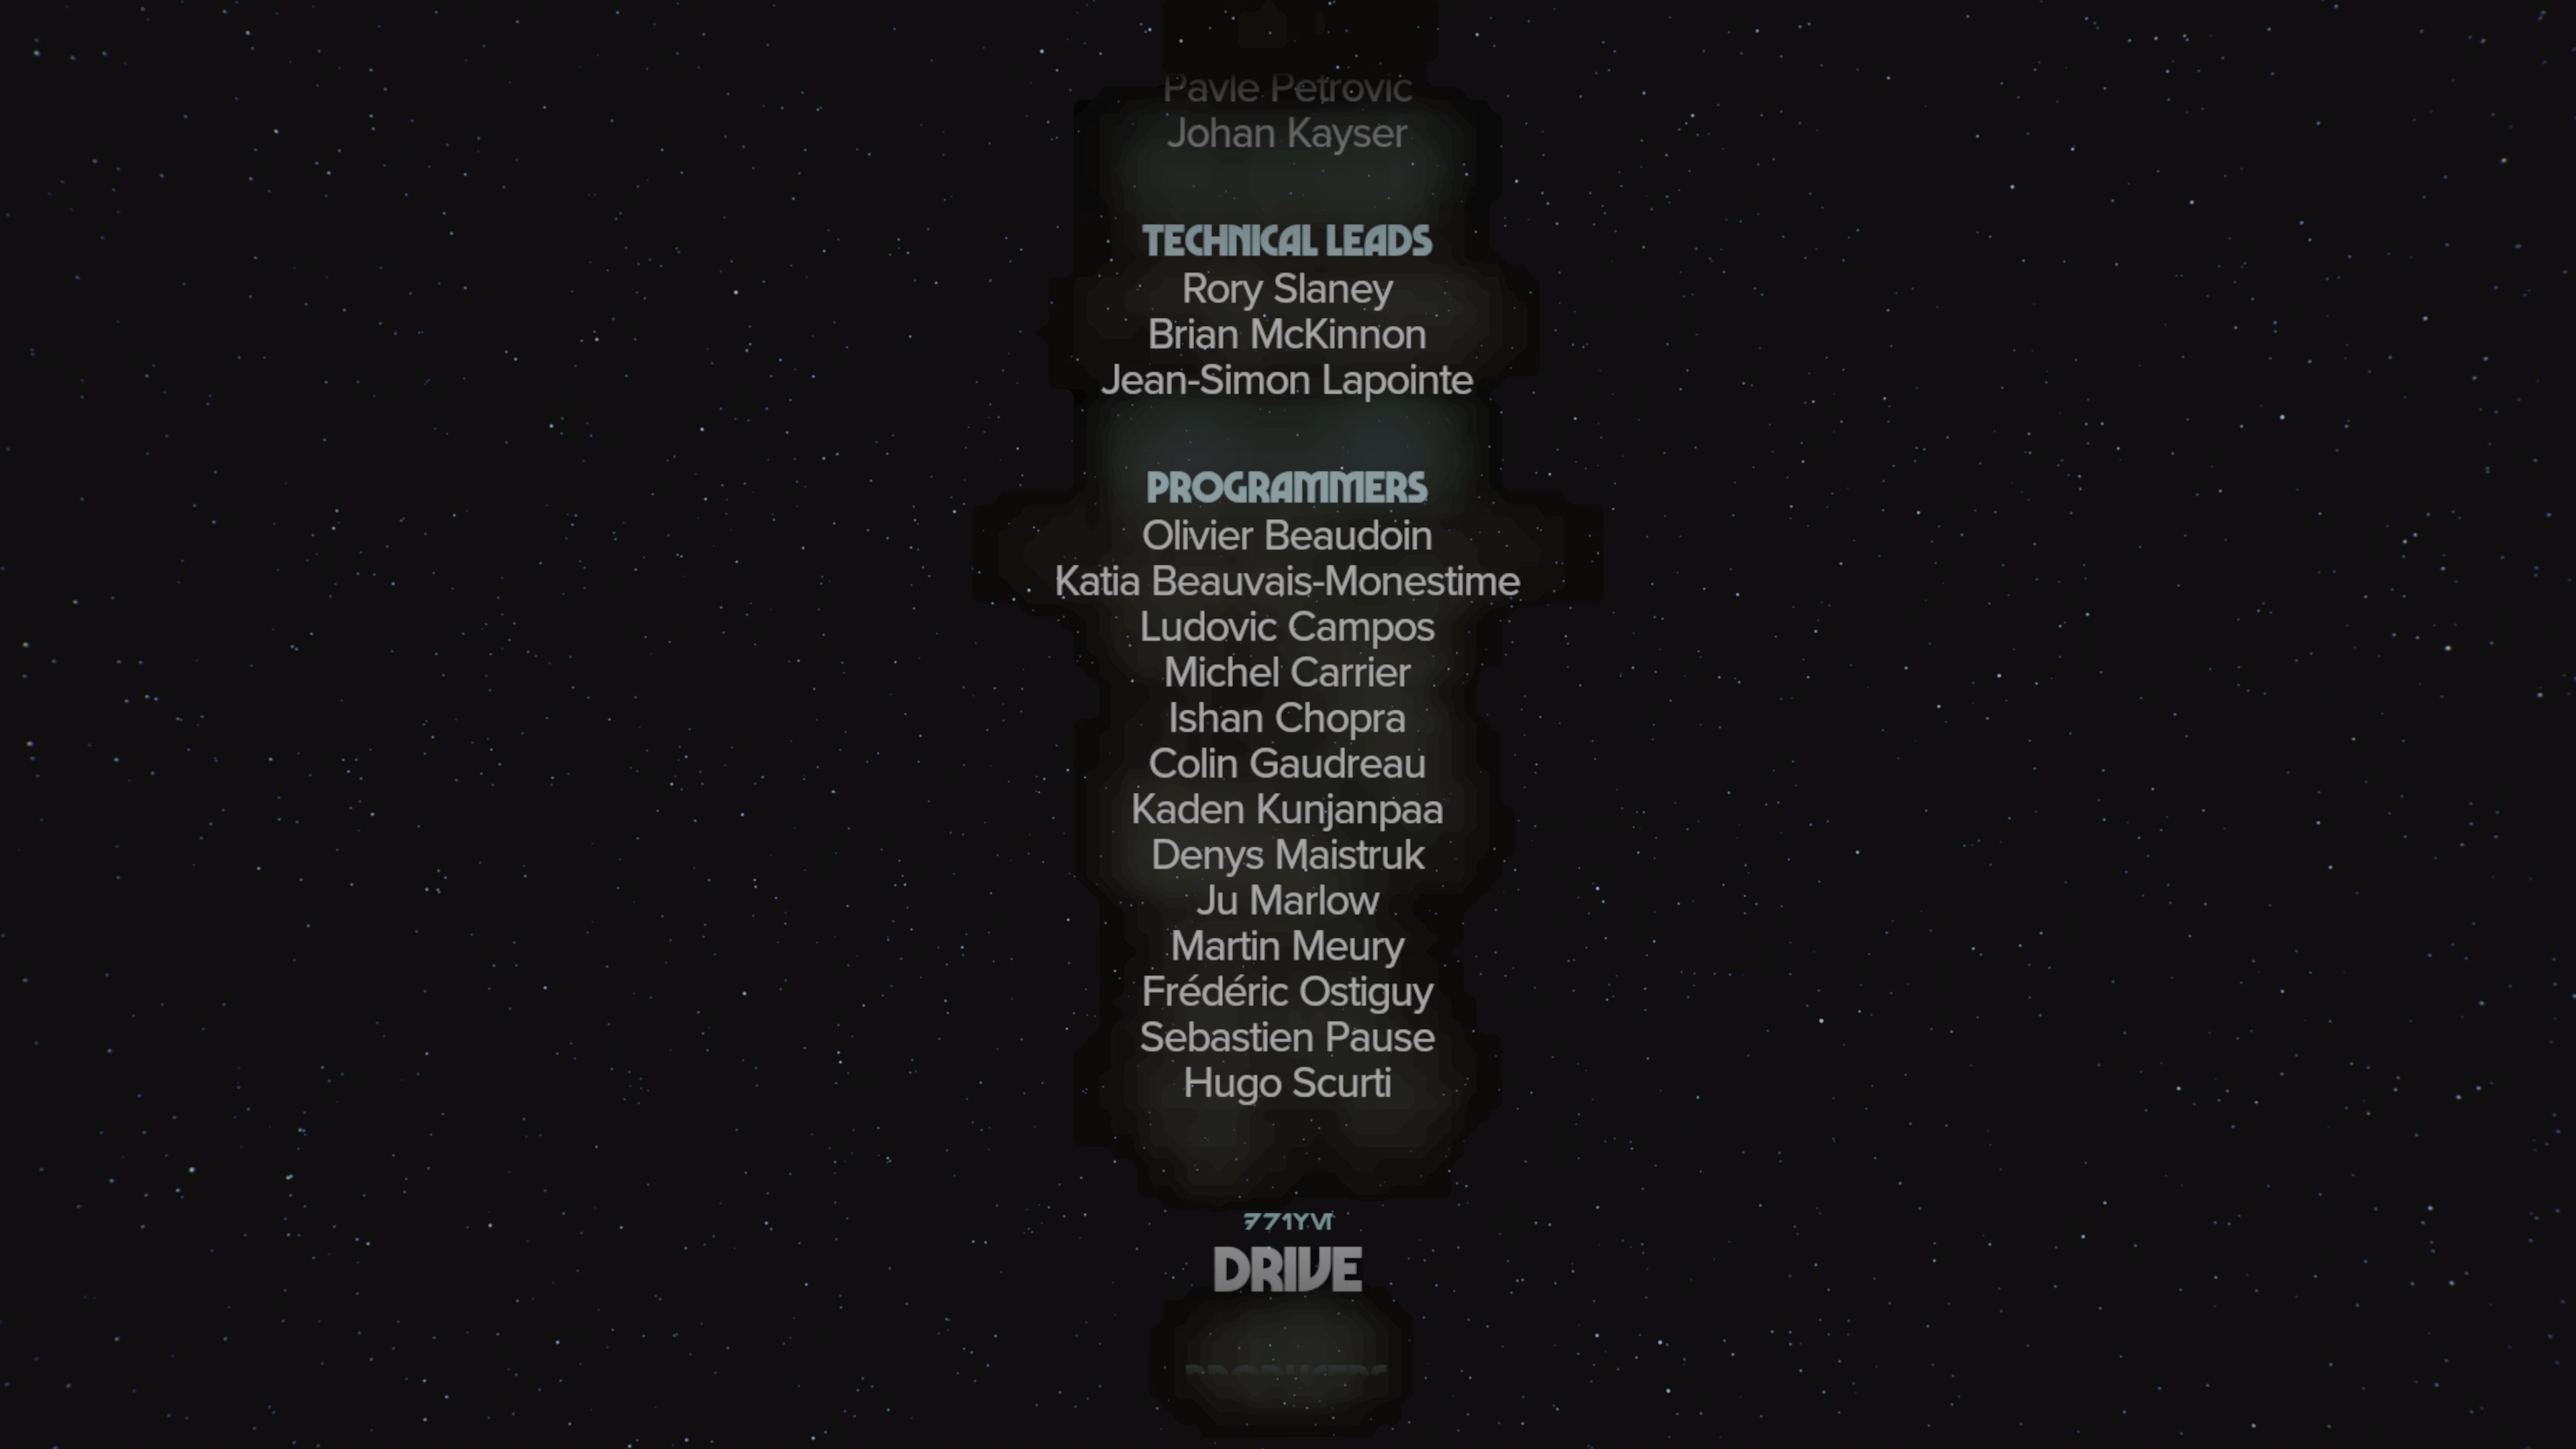 Pavle Petrovic
Johan Kayser
TECHNICAL LEADS
Rory Slaney
Brian McKinnon
Jean-Simon Lapointe
PROGRAMMERS
Olivier Beaudoin
Katia Beauvais-Monestime
Ludovic Campos
Michel Carrier
Ishan Chopra
Colin Gaudreau
Kaden Kunjanpaa
Denys Maistruk
Ju Marlow
Martin Meury
Frédéric Ostiguy
Sebastien Pause
Hugo Scurti
DRIVE
PRODUCERS